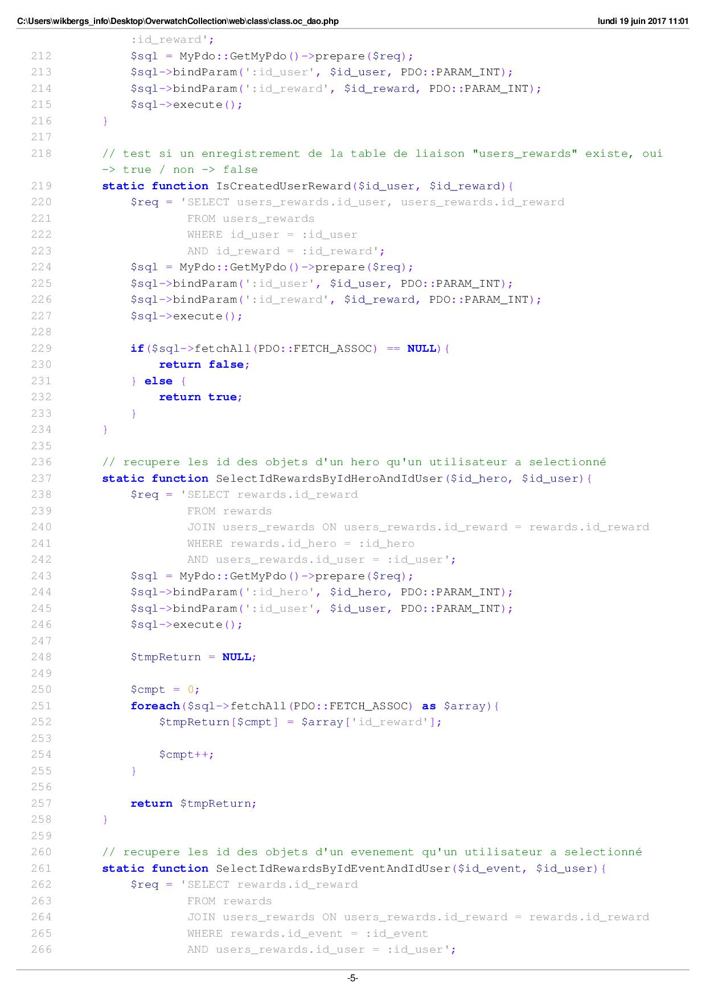 C:\Users\wikbergs_info\Desktop\OverwatchCollection\web\class\class.oc_dao.php lundi 19 juin 2017 11:01
:id_reward';
212 $sql = MyPdo::GetMyPdo()->prepare($req);
213 $sql->bindParam(':id_user', $id_user, PDO::PARAM_INT);
214 $sql->bindParam(':id_reward', $id_reward, PDO::PARAM_INT);
215 $sql->execute();
216 }
217
218 // test si un enregistrement de la table de liaison "users_rewards" existe, oui
-> true / non -> false
219 static function IsCreatedUserReward($id_user, $id_reward){
220 $req = 'SELECT users_rewards.id_user, users_rewards.id_reward
221 FROM users_rewards
222 WHERE id_user = :id_user
223 AND id_reward = :id_reward';
224 $sql = MyPdo::GetMyPdo()->prepare($req);
225 $sql->bindParam(':id_user', $id_user, PDO::PARAM_INT);
226 $sql->bindParam(':id_reward', $id_reward, PDO::PARAM_INT);
227 $sql->execute();
228
229 if($sql->fetchAll(PDO::FETCH_ASSOC) == NULL){
230 return false;
231 } else {
232 return true;
233 }
234 }
235
236 // recupere les id des objets d'un hero qu'un utilisateur a selectionné
237 static function SelectIdRewardsByIdHeroAndIdUser($id_hero, $id_user){
238 $req = 'SELECT rewards.id_reward
239 FROM rewards
240 JOIN users_rewards ON users_rewards.id_reward = rewards.id_reward
241 WHERE rewards.id_hero = :id_hero
242 AND users_rewards.id_user = :id_user';
243 $sql = MyPdo::GetMyPdo()->prepare($req);
244 $sql->bindParam(':id_hero', $id_hero, PDO::PARAM_INT);
245 $sql->bindParam(':id_user', $id_user, PDO::PARAM_INT);
246 $sql->execute();
247
248 $tmpReturn = NULL;
249
250 $cmpt = 0;
251 foreach($sql->fetchAll(PDO::FETCH_ASSOC) as $array){
252 $tmpReturn[$cmpt] = $array['id_reward'];
253
254 $cmpt++;
255 }
256
257 return $tmpReturn;
258 }
259
260 // recupere les id des objets d'un evenement qu'un utilisateur a selectionné
261 static function SelectIdRewardsByIdEventAndIdUser($id_event, $id_user){
262 $req = 'SELECT rewards.id_reward
263 FROM rewards
264 JOIN users_rewards ON users_rewards.id_reward = rewards.id_reward
265 WHERE rewards.id_event = :id_event
266 AND users_rewards.id_user = :id_user';
-5-